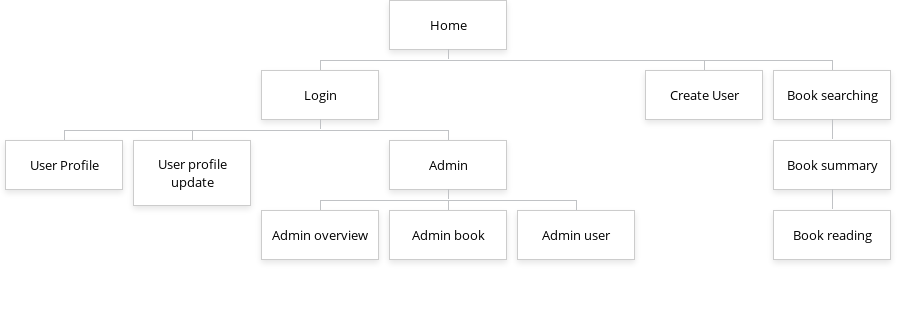 Home
Login
Create User
Book searching
User Profile
User profile
update
Admin
Book summary
Admin overview
Admin book
Admin user
Book reading